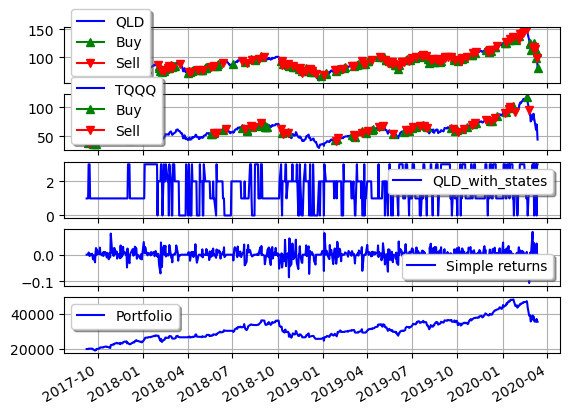 QLD
Buy
Sell
150
100
TQQQ
Buy
Sell
100
50
QLD_with_states
2
0
Simple returns
0.0
−0.1
Portfolio
40000
20000
2017-10 2018-01 2018-04 2018-07 2018-10 2019-01 2019-04 2019-07 2019-10 2020-01 2020-04